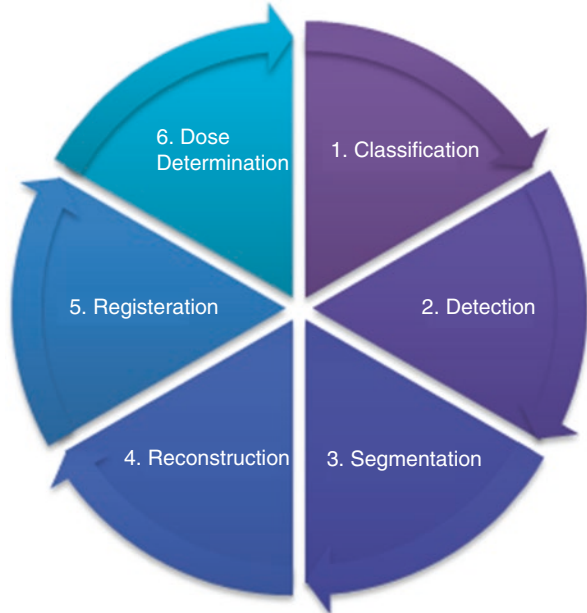 1. Classification
2. Detection
3. Segmentation
4. Reconstruction
5. Registeration
6. Dose
Determination